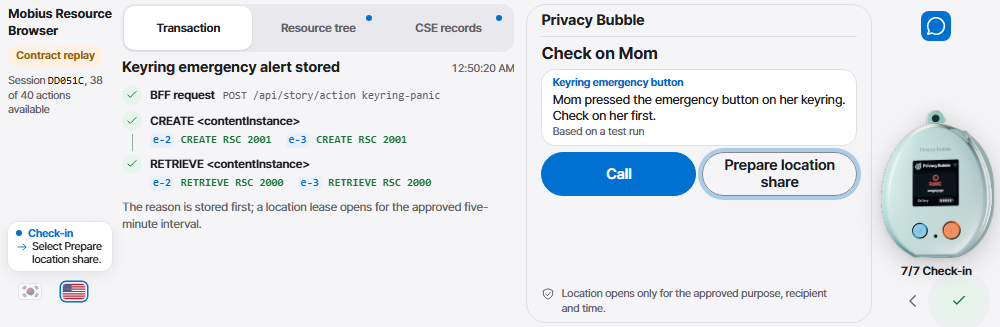 Mobius Resource
Browser
Contract replay
Session DD051C, 38
of 40 actions
available
Check-in
→ Select Prepare
location share.
Transaction
Resource tree
CSE records
Keyring emergency alert stored
12:50:20 AM
BFF request POST /api/story/action keyring-panic
CREATE <contentInstance>
e-2 CREATE RSC 2001 e-3 CREATE RSC 2001
RETRIEVE <contentInstance>
e-2 RETRIEVE RSC 2000 e-3 RETRIEVE RSC 2000
The reason is stored first; a location lease opens for the approved five-
minute interval.
Privacy Bubble
Check on Mom
Keyring emergency button
Mom pressed the emergency button on her keyring.
Check on her first.
Based on a test run
Call
Prepare location
share
Location opens only for the approved purpose, recipient
and time.
Privacy Bubble
Privacy Bubble
7/7 Check-in